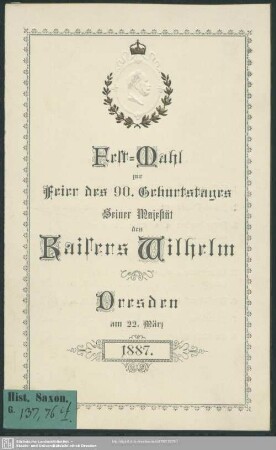 Fest-Mahl
zur
Feier des 90. Geburtstages
Seiner Majestät
des
Kaisers Wilhelm
Dresden
am 22. März
1887.
Hist. Saxon.
G. 137, 76